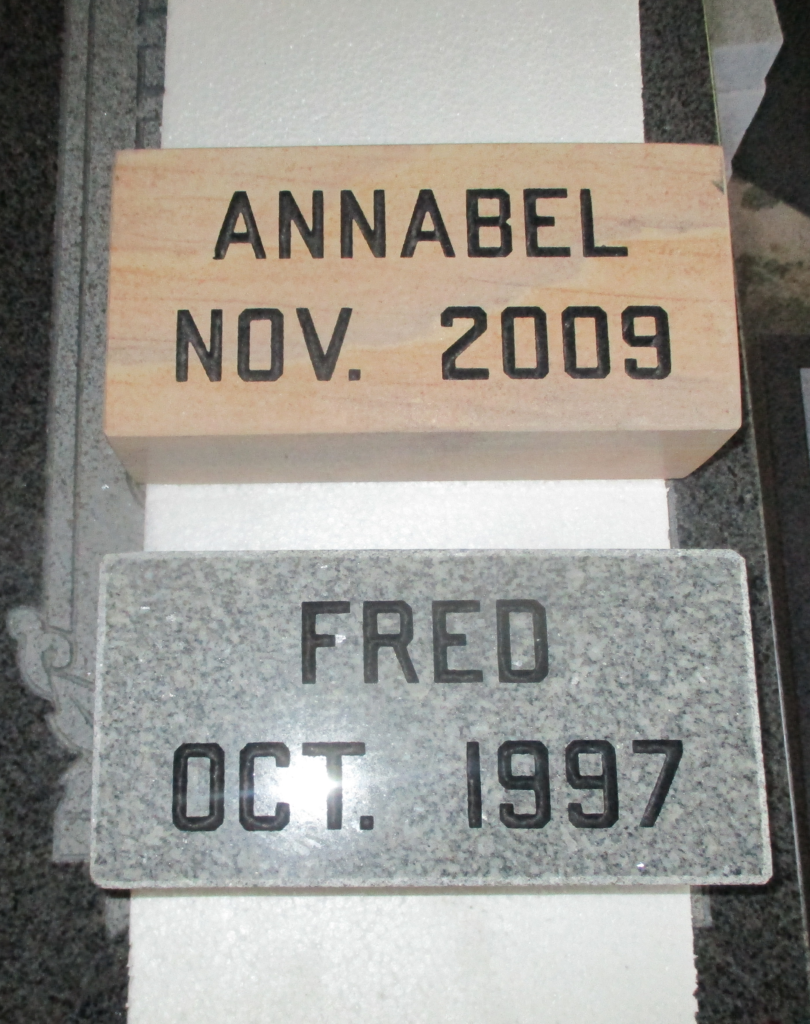 ANNABEL
NOV. 2009
FRED
OCT. 1997